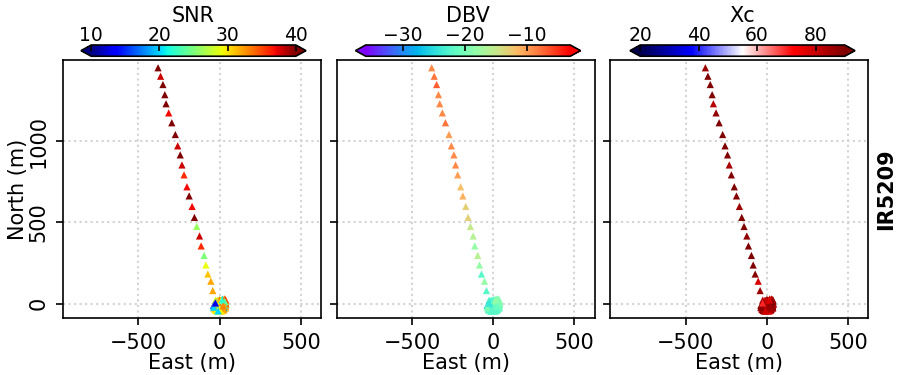 SNR DBV Xc
10 20 30 40 −30 −20 −10 20 40 60 80
North (m)
1000
500
0
IR5209
−500 0 500 −500 0 500 −500 0 500
East (m) East (m) East (m)